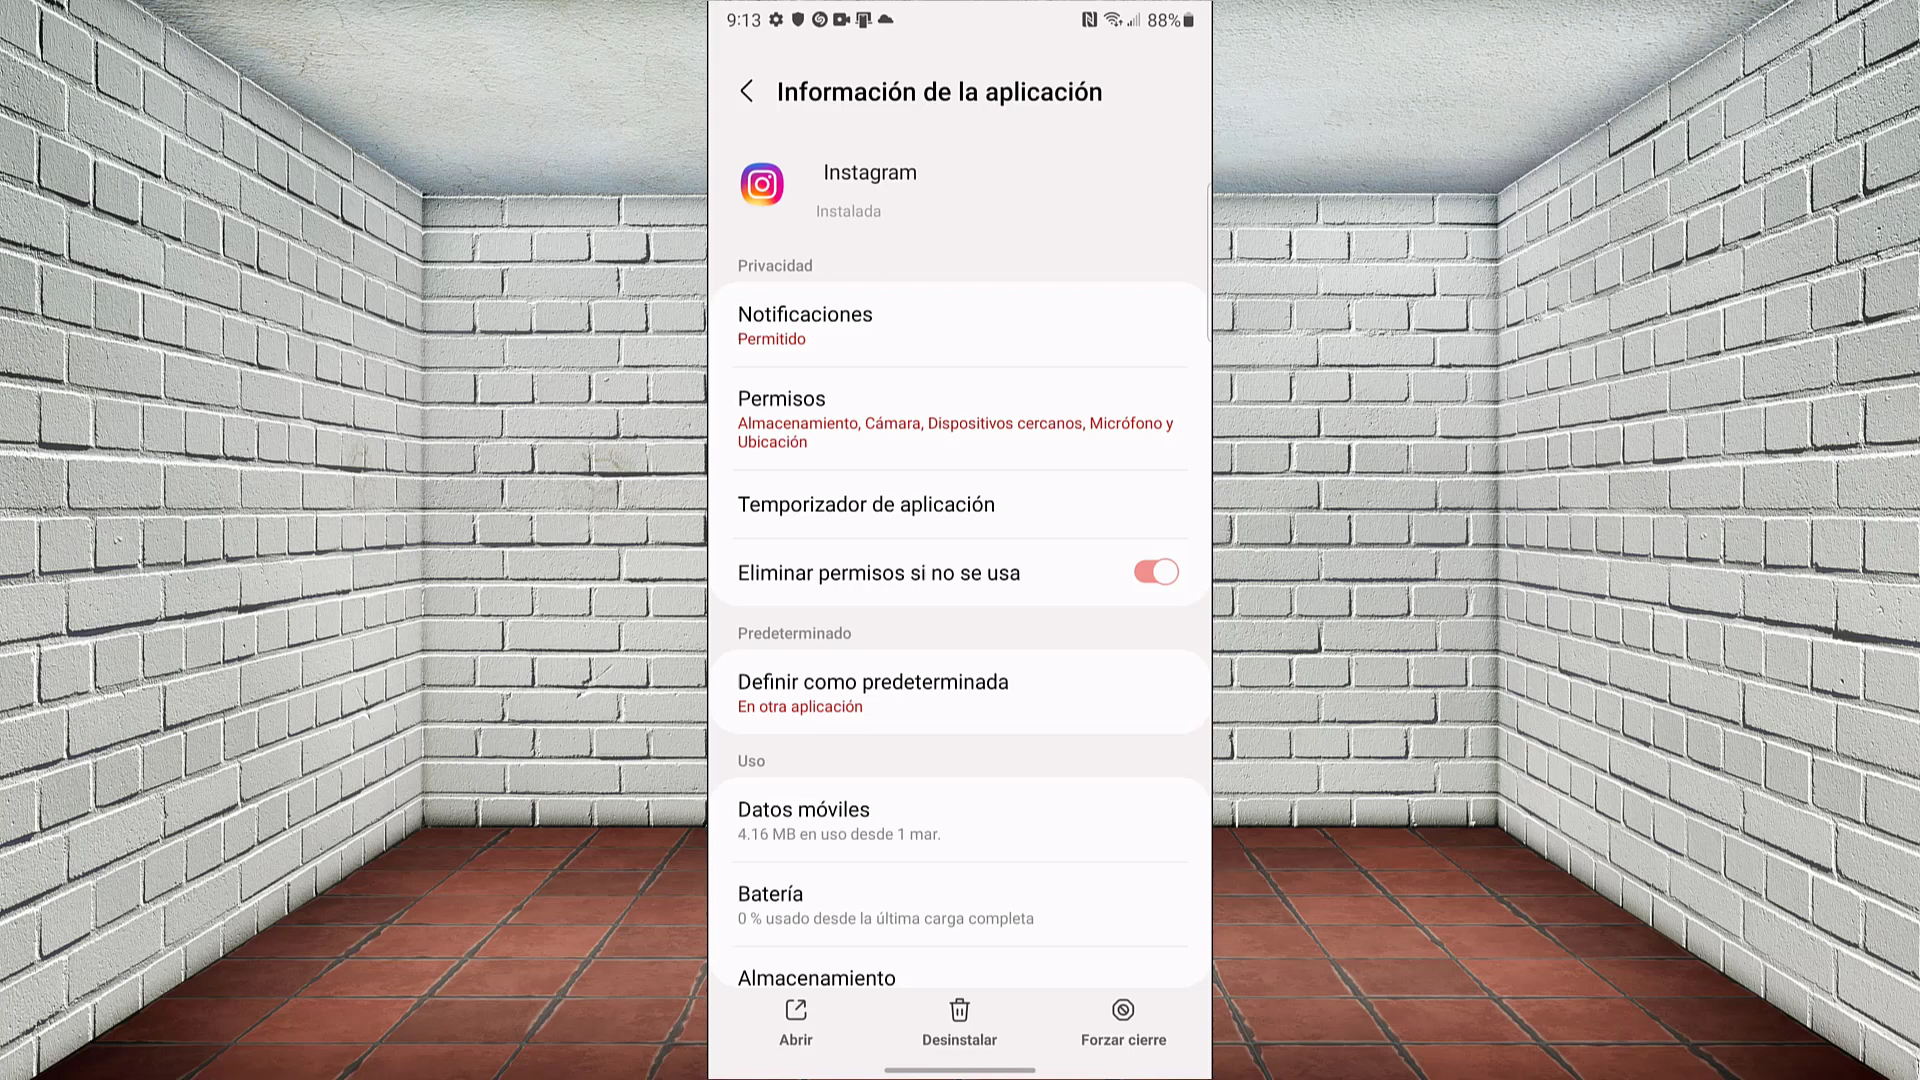 9:13
88%
Información de la aplicación
Instagram
Instalada
Privacidad
Notificaciones
Permitido
Permisos
Almacenamiento, Cámara, Dispositivos cercanos, Micrófono y
Ubicación
Temporizador de aplicación
Eliminar permisos si no se usa
Predeterminado
Definir como predeterminada
En otra aplicación
Uso
Datos móviles
4.16 MB en uso desde 1 mar.
Batería
0 % usado desde la última carga completa
Almacenamiento
Abrir
Desinstalar
Forzar cierre